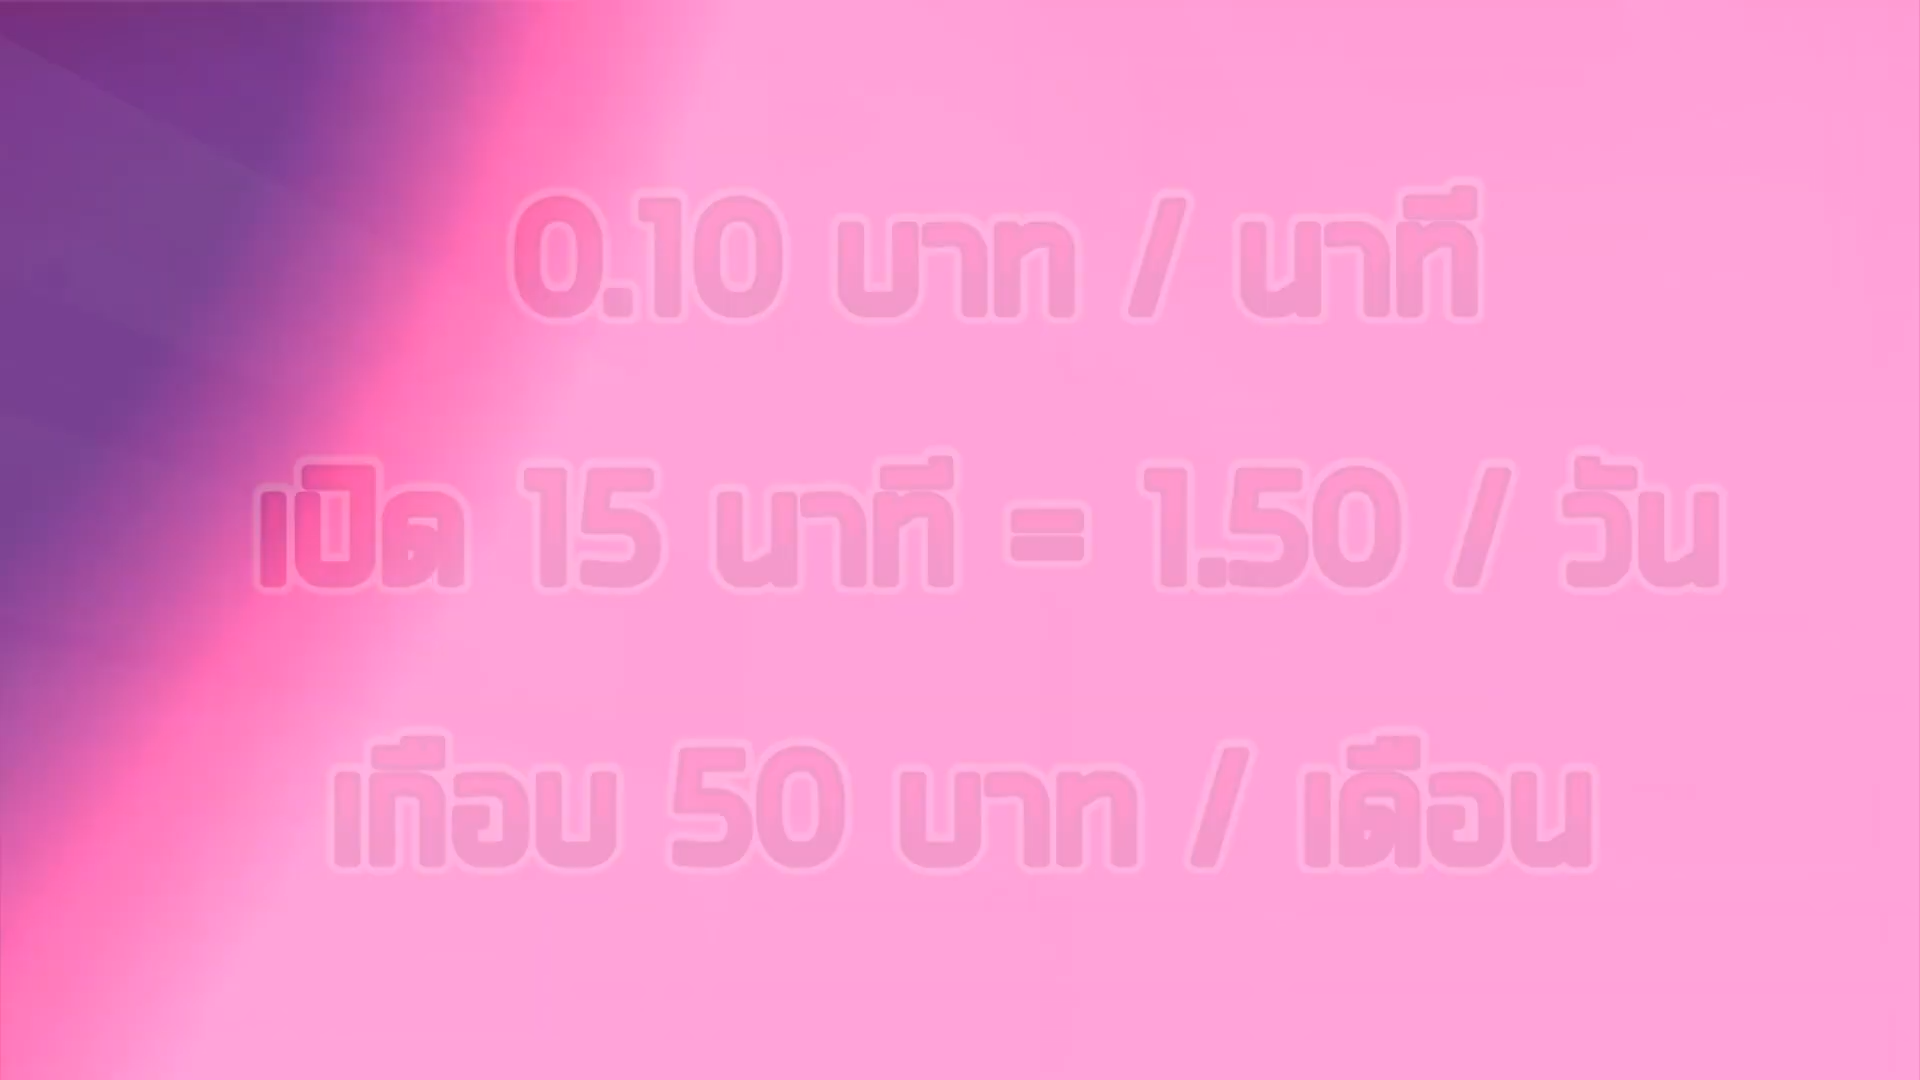 0.10 บาท / นาที
เปิด 15 นาที = 1.50 / วัน
เกือบ 50 บาท / เดือน